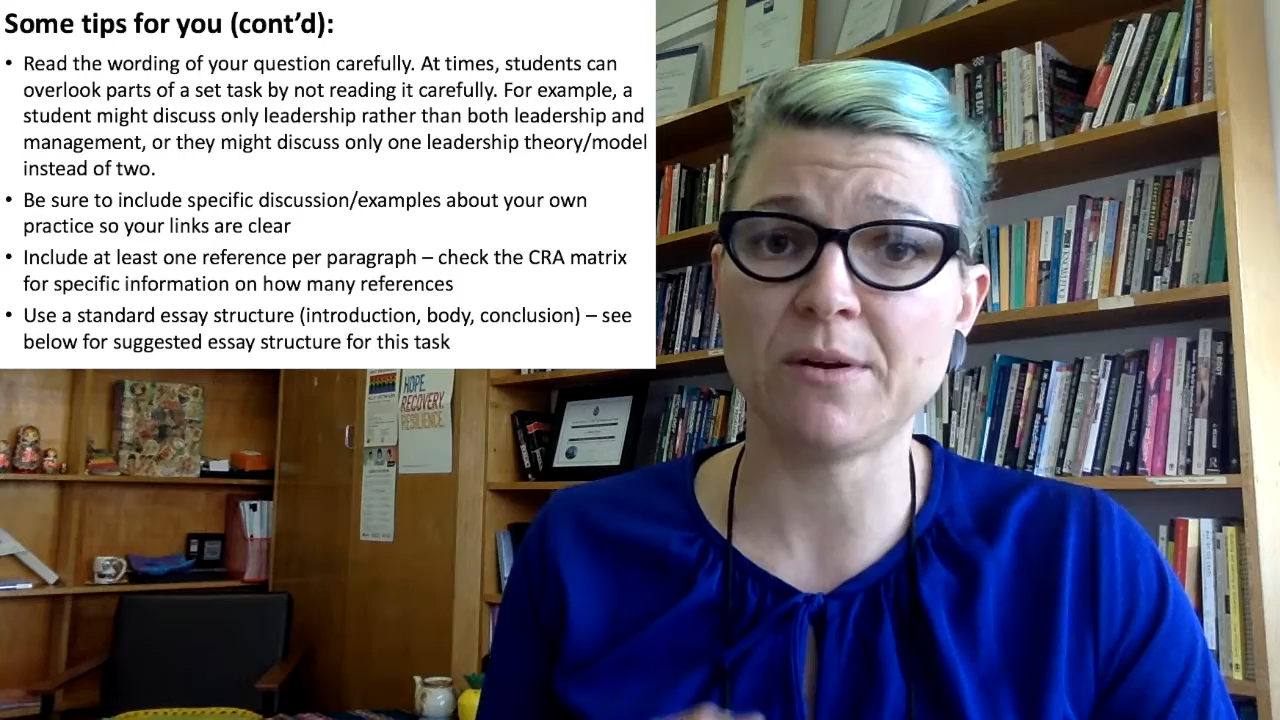 Some tips for you (cont’d):
• Read the wording of your question carefully. At times, students can
overlook parts of a set task by not reading it carefully. For example, a
student might discuss only leadership rather than both leadership and
management, or they might discuss only one leadership theory/model
instead of two.
• Be sure to include specific discussion/examples about your own
practice so your links are clear
• Include at least one reference per paragraph – check the CRA matrix
for specific information on how many references
• Use a standard essay structure (introduction, body, conclusion) – see
below for suggested essay structure for this task
HOPE.
RECOVERY.
RESILIENCE.